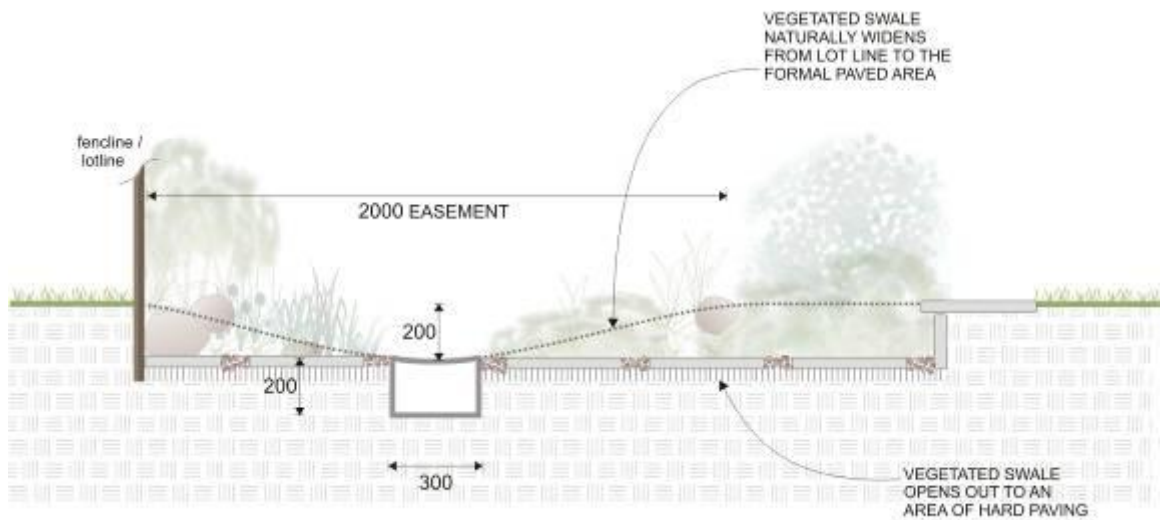 VEGETATED SWALE
NATURALLY WIDENS
FROM LOT LINE TO THE
FORMAL PAVED AREA
fencline /
lotline
2000 EASEMENT
200
200
300
VEGETATED SWALE
OPENS OUT TO AN
AREA OF HARD PAVING